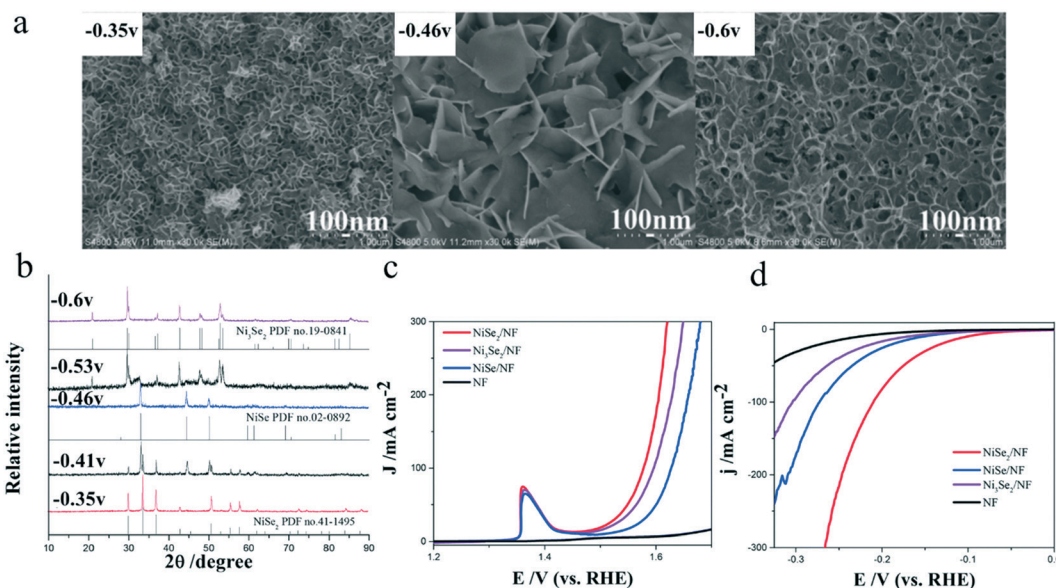 a
-0.35v
-0.46v
-0.6v
100nm
100nm
100nm
S4800 5.0kV 11.0mm x30.0k SE(M)
1.00um
S4800 5.0kV 11.2mm x30.0k SE(M)
1.00um
S4800 5.0kV 8.6mm x30.0k SE(M)
1.00um
b
-0.6v
Ni3Se2 PDF no.19-0841
-0.53v
-0.46v
NiSe PDF no.02-0892
-0.41v
-0.35v
NiSe2 PDF no.41-1495
Relative intensity
10 20 30 40 50 60 70 80 90
2θ /degree
c
NiSe2/NF
Ni3Se2/NF
NiSe/NF
NF
J /mA cm-2
300
250
200
150
100
50
0
1.2 1.4 1.6
E /V (vs. RHE)
d
NiSe2/NF
NiSe/NF
Ni3Se2/NF
NF
j/mA cm-2
0
-50
-100
-150
-200
-250
-300
-0.3 -0.2 -0.1 0.0
E /V (vs. RHE)